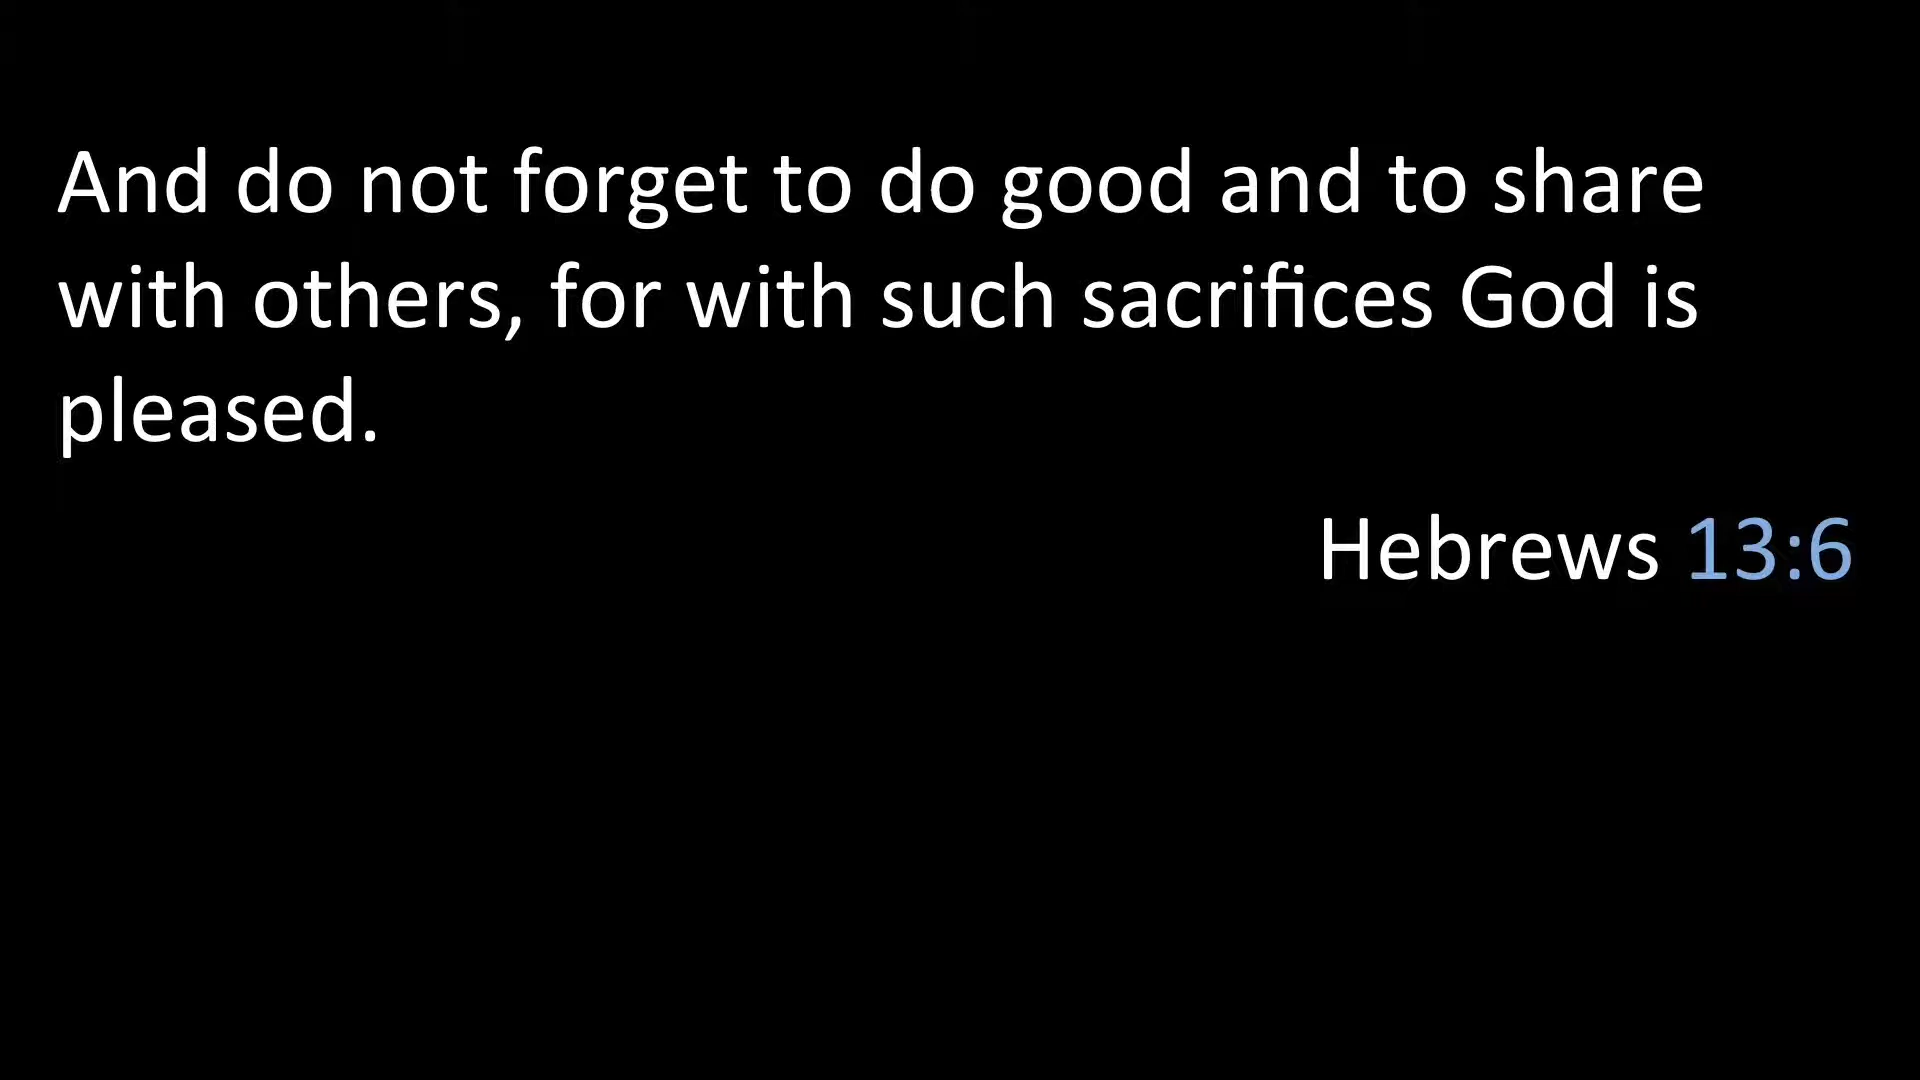 And do not forget to do good and to share
with others, for with such sacrifices God is
pleased.
Hebrews 13:6